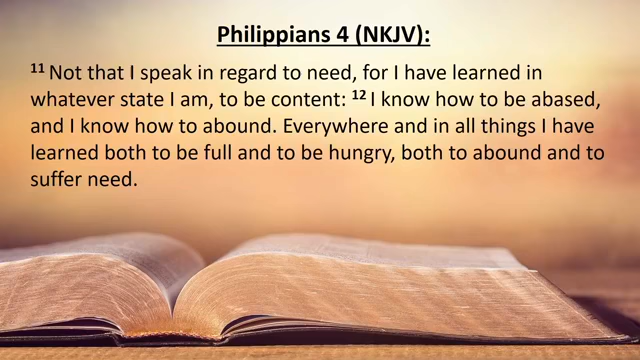 Philippians 4 (NKJV):
11 Not that I speak in regard to need, for I have learned in
whatever state I am, to be content: 12 I know how to be abased,
and I know how to abound. Everywhere and in all things I have
learned both to be full and to be hungry, both to abound and to
suffer need.